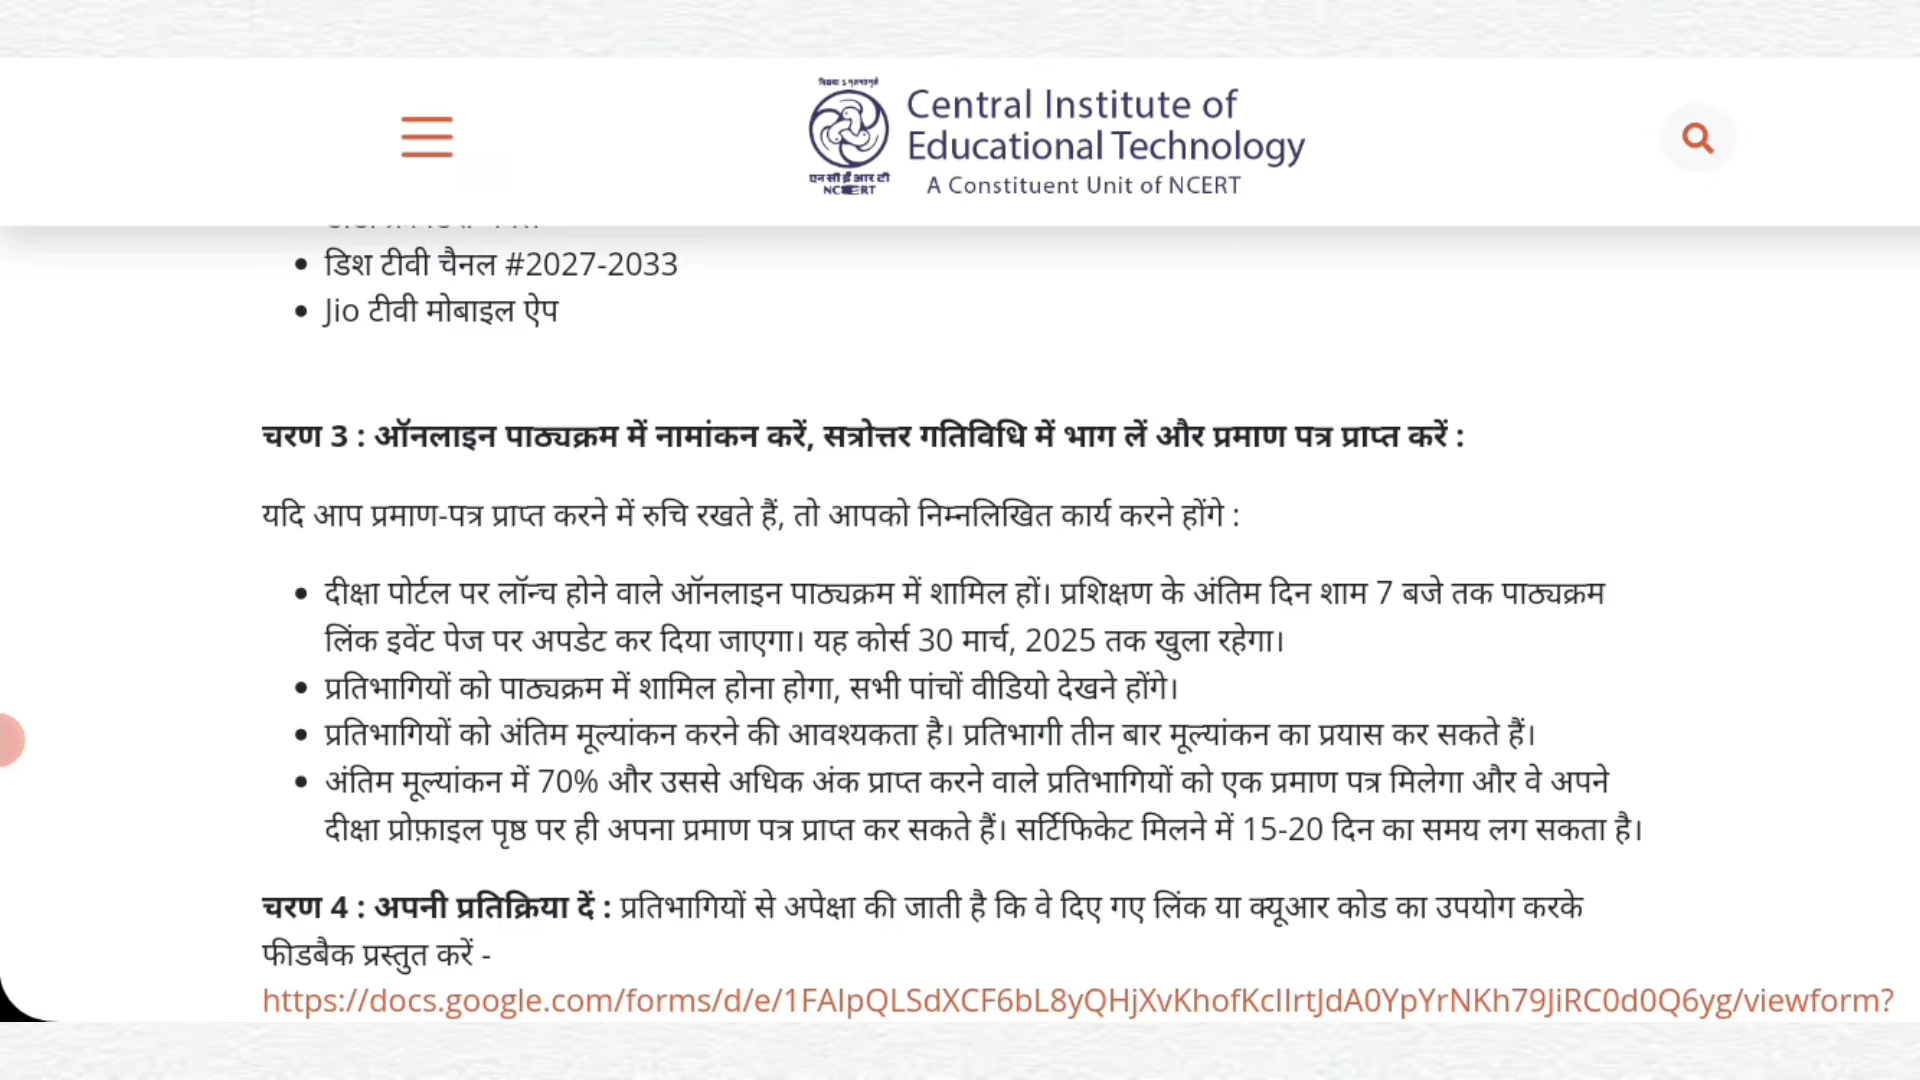 Central Institute of
Educational Technology
A Constituent Unit of NCERT
एन सी ई आर टी
NCERT
• डिश टीवी चैनल #2027-2033
• Jio टीवी मोबाइल ऐप
चरण 3 : ऑनलाइन पाठ्यक्रम में नामांकन करें, सत्रोत्तर गतिविधि में भाग लें और प्रमाण पत्र प्राप्त करें :
यदि आप प्रमाण-पत्र प्राप्त करने में रुचि रखते हैं, तो आपको निम्नलिखित कार्य करने होंगे :
• दीक्षा पोर्टल पर लॉन्च होने वाले ऑनलाइन पाठ्यक्रम में शामिल हों। प्रशिक्षण के अंतिम दिन शाम 7 बजे तक पाठ्यक्रम
लिंक इवेंट पेज पर अपडेट कर दिया जाएगा। यह कोर्स 30 मार्च, 2025 तक खुला रहेगा।
• प्रतिभागियों को पाठ्यक्रम में शामिल होना होगा, सभी पांचों वीडियो देखने होंगे।
• प्रतिभागियों को अंतिम मूल्यांकन करने की आवश्यकता है। प्रतिभागी तीन बार मूल्यांकन का प्रयास कर सकते हैं।
• अंतिम मूल्यांकन में 70% और उससे अधिक अंक प्राप्त करने वाले प्रतिभागियों को एक प्रमाण पत्र मिलेगा और वे अपने
दीक्षा प्रोफ़ाइल पृष्ठ पर ही अपना प्रमाण पत्र प्राप्त कर सकते हैं। सर्टिफिकेट मिलने में 15-20 दिन का समय लग सकता है।
चरण 4 : अपनी प्रतिक्रिया दें : प्रतिभागियों से अपेक्षा की जाती है कि वे दिए गए लिंक या क्यूआर कोड का उपयोग करके
फीडबैक प्रस्तुत करें -
https://docs.google.com/forms/d/e/1FAIpQLSdXCF6bL8yQHjXvKhofKclIrtJdA0YpYrNKh79JiRC0d0Q6yg/viewform?